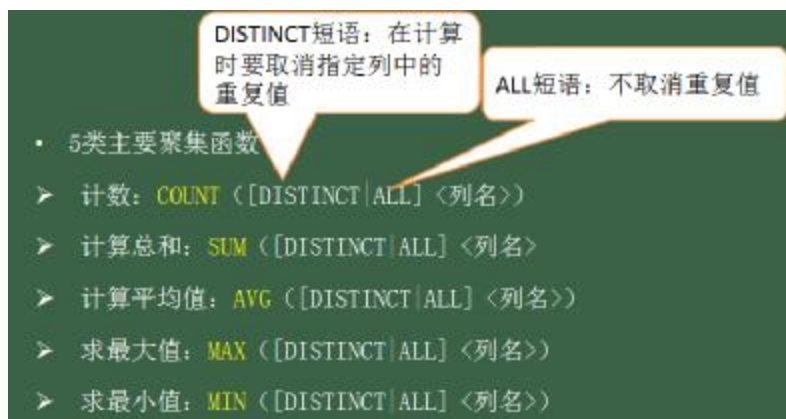 DISTINCT短语：在计算
时要取消指定列中的
重复值
ALL短语：不取消重复值
• 5类主要聚集函数
➢ 计数：COUNT（[DISTINCT|ALL] <列名>）
➢ 计算总和：SUM（[DISTINCT|ALL] <列名>
➢ 计算平均值：AVG（[DISTINCT|ALL] <列名>）
➢ 求最大值：MAX（[DISTINCT|ALL] <列名>）
➢ 求最小值：MIN（[DISTINCT|ALL] <列名>）